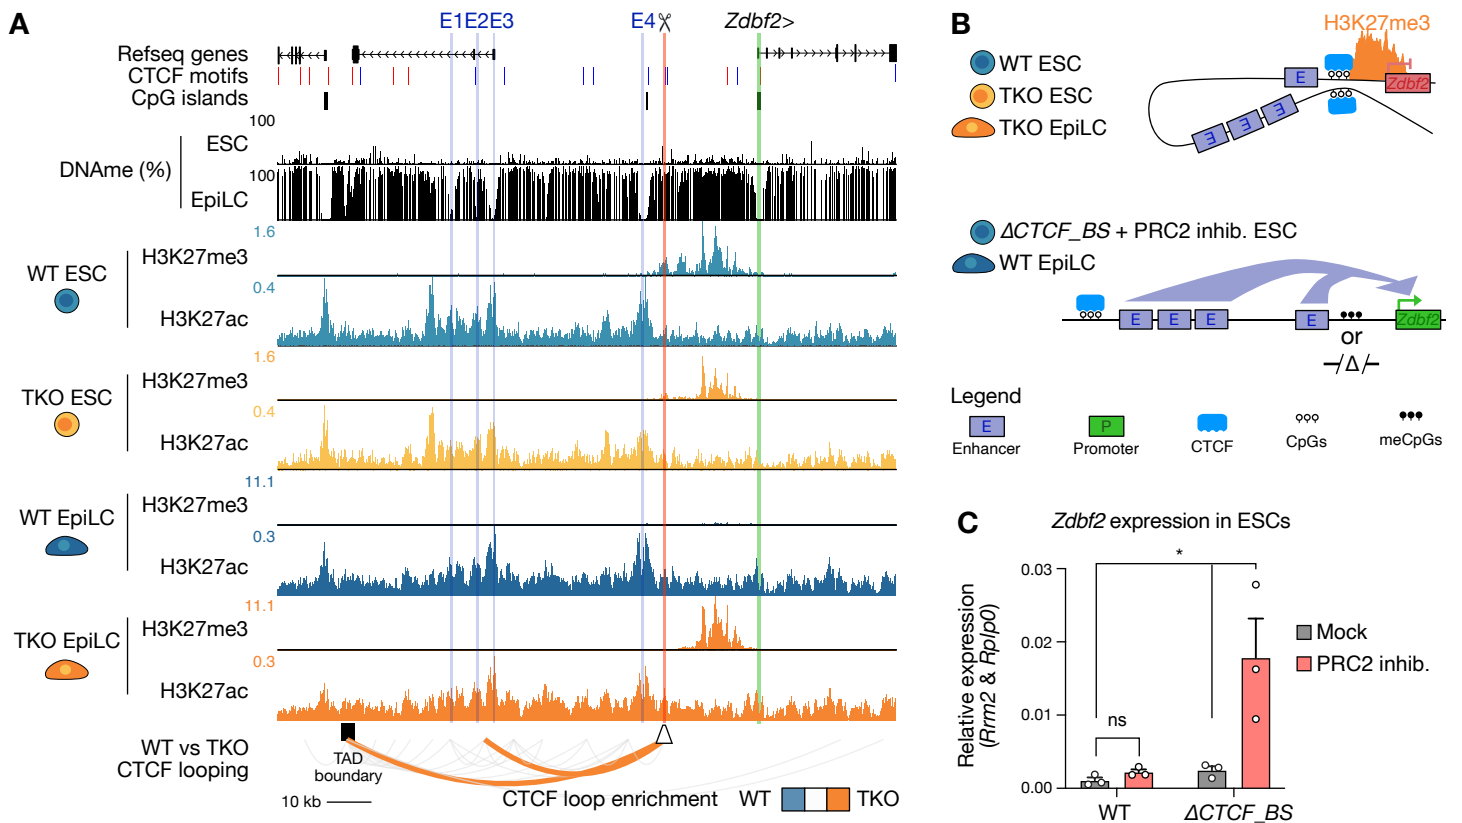 A
E1E2E3
E4
Zdbf2>
Refseq genes
CTCF motifs
CpG islands
100
ESC
DNAme (%)
100
EpiLC
1.6
H3K27me3
WT ESC
0.4
H3K27ac
1.6
H3K27me3
TKO ESC
0.4
H3K27ac
11.1
H3K27me3
WT EpiLC
0.3
H3K27ac
11.1
H3K27me3
TKO EpiLC
0.3
H3K27ac
WT vs TKO
CTCF looping
TAD
boundary
Δ
10 kb
CTCF loop enrichment WT TKO
B
H3K27me3
WT ESC
TKO ESC
TKO EpiLC
E
Zdbf2
E E E
ΔCTCF_BS + PRC2 inhib. ESC
WT EpiLC
E E E E
Zdbf2
or
Δ
Legend
E
Enhancer
P
Promoter
CTCF
CpGs
meCpGs
C
Zdbf2 expression in ESCs
*
Relative expression
(Rrm2 & Rplp0)
0.03
0.02
0.01
0.00
ns
Mock
PRC2 inhib.
WT
ΔCTCF_BS